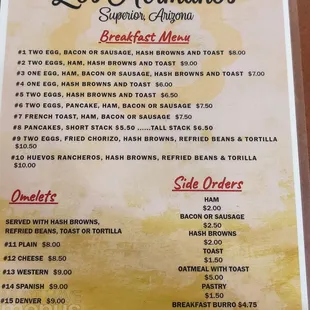 Los Hermanos
Superior, Arizona
Breakfast Menu
#1 TWO EGG, BACON OR SAUSAGE, HASH BROWNS AND TOAST $8.00
#2 TWO EGGS, HAM, HASH BROWNS AND TOAST $9.00
#3 ONE EGG, HAM, BACON OR SAUSAGE, HASH BROWNS AND TOAST $7.00
#4 ONE EGG, HASH BROWNS AND TOAST $6.00
#5 TWO EGGS, HASH BROWNS AND TOAST $6.50
#6 TWO EGGS, PANCAKE, HAM, BACON OR SAUSAGE $7.50
#7 FRENCH TOAST, HAM, BACON OR SAUSAGE $7.50
#8 PANCAKES, SHORT STACK $5.50 ......TALL STACK $6.50
#9 TWO EGGS, FRIED CHORIZO, HASH BROWNS, REFRIED BEANS & TORTILLA
$10.50
#10 HUEVOS RANCHEROS, HASH BROWNS, REFRIED BEANS & TORILLA
$10.00
Omelets
SERVED WITH HASH BROWNS,
REFRIED BEANS, TOAST OR TORTILLA
#11 PLAIN $8.00
#12 CHEESE $8.50
#13 WESTERN $9.00
#14 SPANISH $9.00
#15 DENVER $9.00
Side Orders
HAM
$2.00
BACON OR SAUSAGE
$2.50
HASH BROWNS
$2.00
TOAST
$1.50
OATMEAL WITH TOAST
$5.00
PASTRY
$1.50
BREAKFAST BURRO $4.75